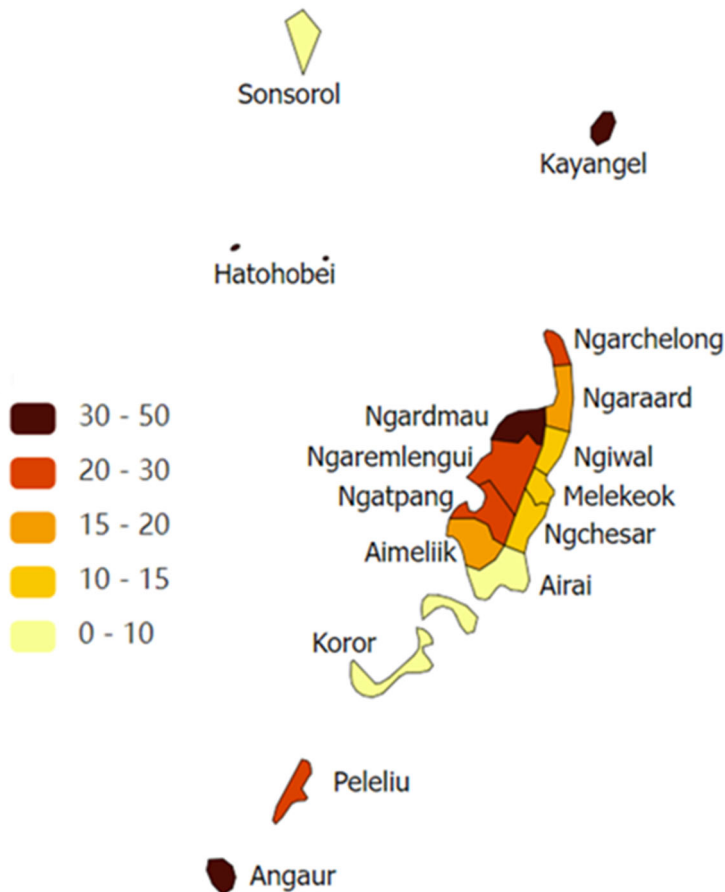 Sonsorol
Kayangel
Hatohobei
Ngarchelong
Ngaraard
Ngardmau
Ngaremlengui
Ngiwal
Ngatpang
Melekeok
Ngchesar
Aimeliik
Airai
Koror
Peleliu
Angaur
30 - 50
20 - 30
15 - 20
10 - 15
0 - 10